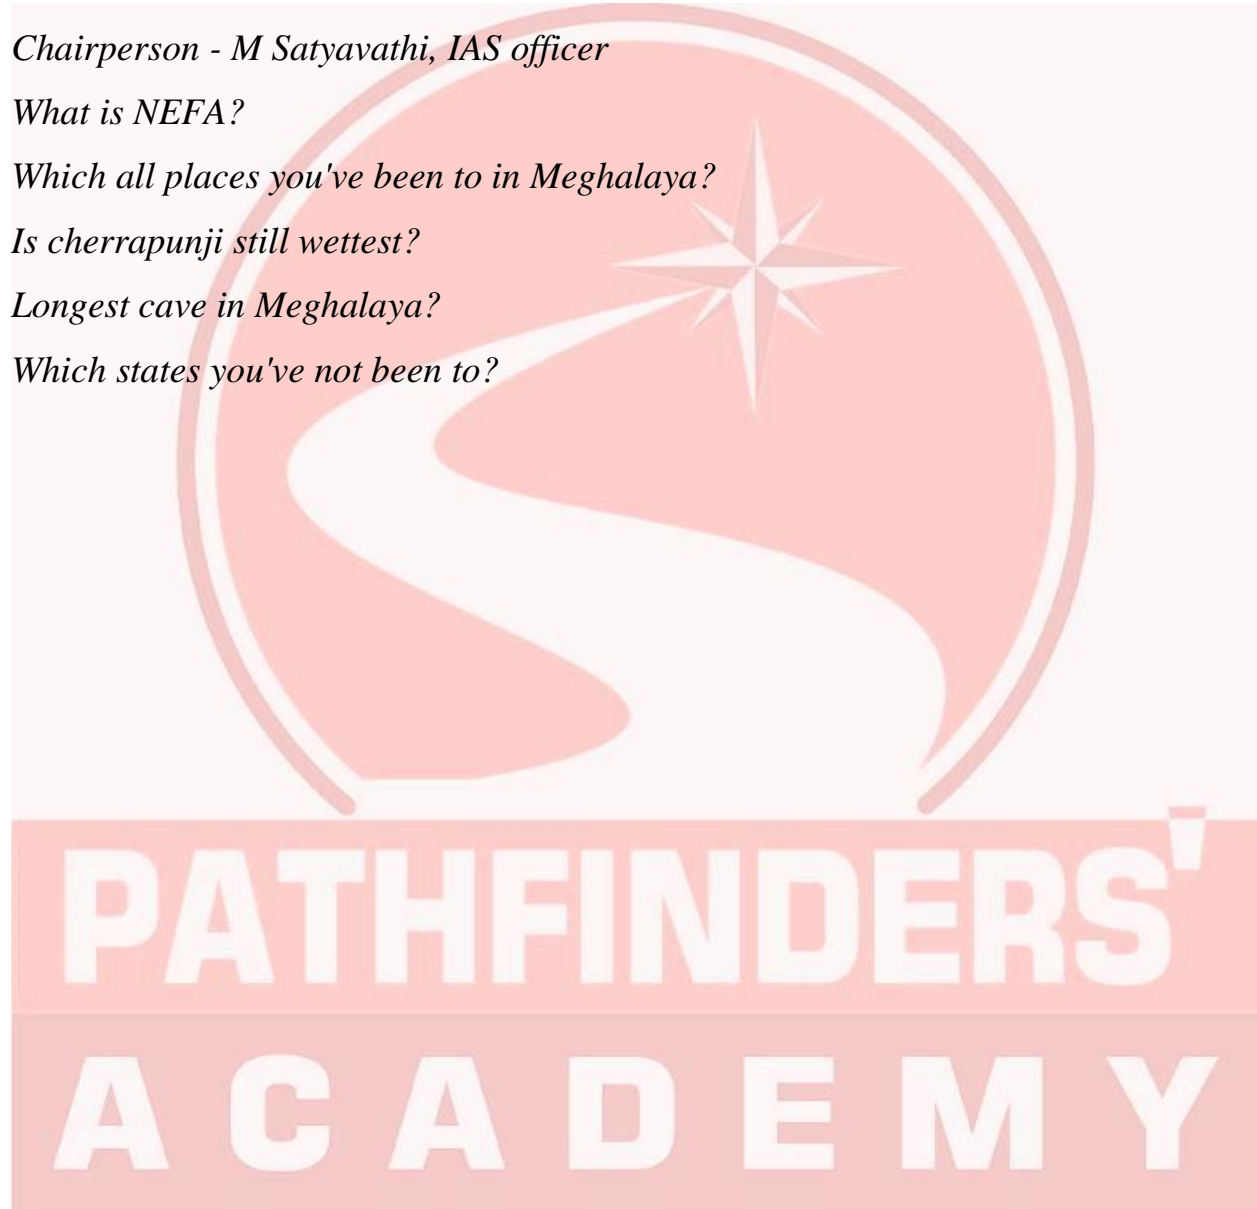 Chairperson - M Satyavathi, IAS officer
What is NEFA?
Which all places you've been to in Meghalaya?
Is cherrapunji still wettest?
Longest cave in Meghalaya?
Which states you've not been to?
PATHFINDERS'
ACADEMY